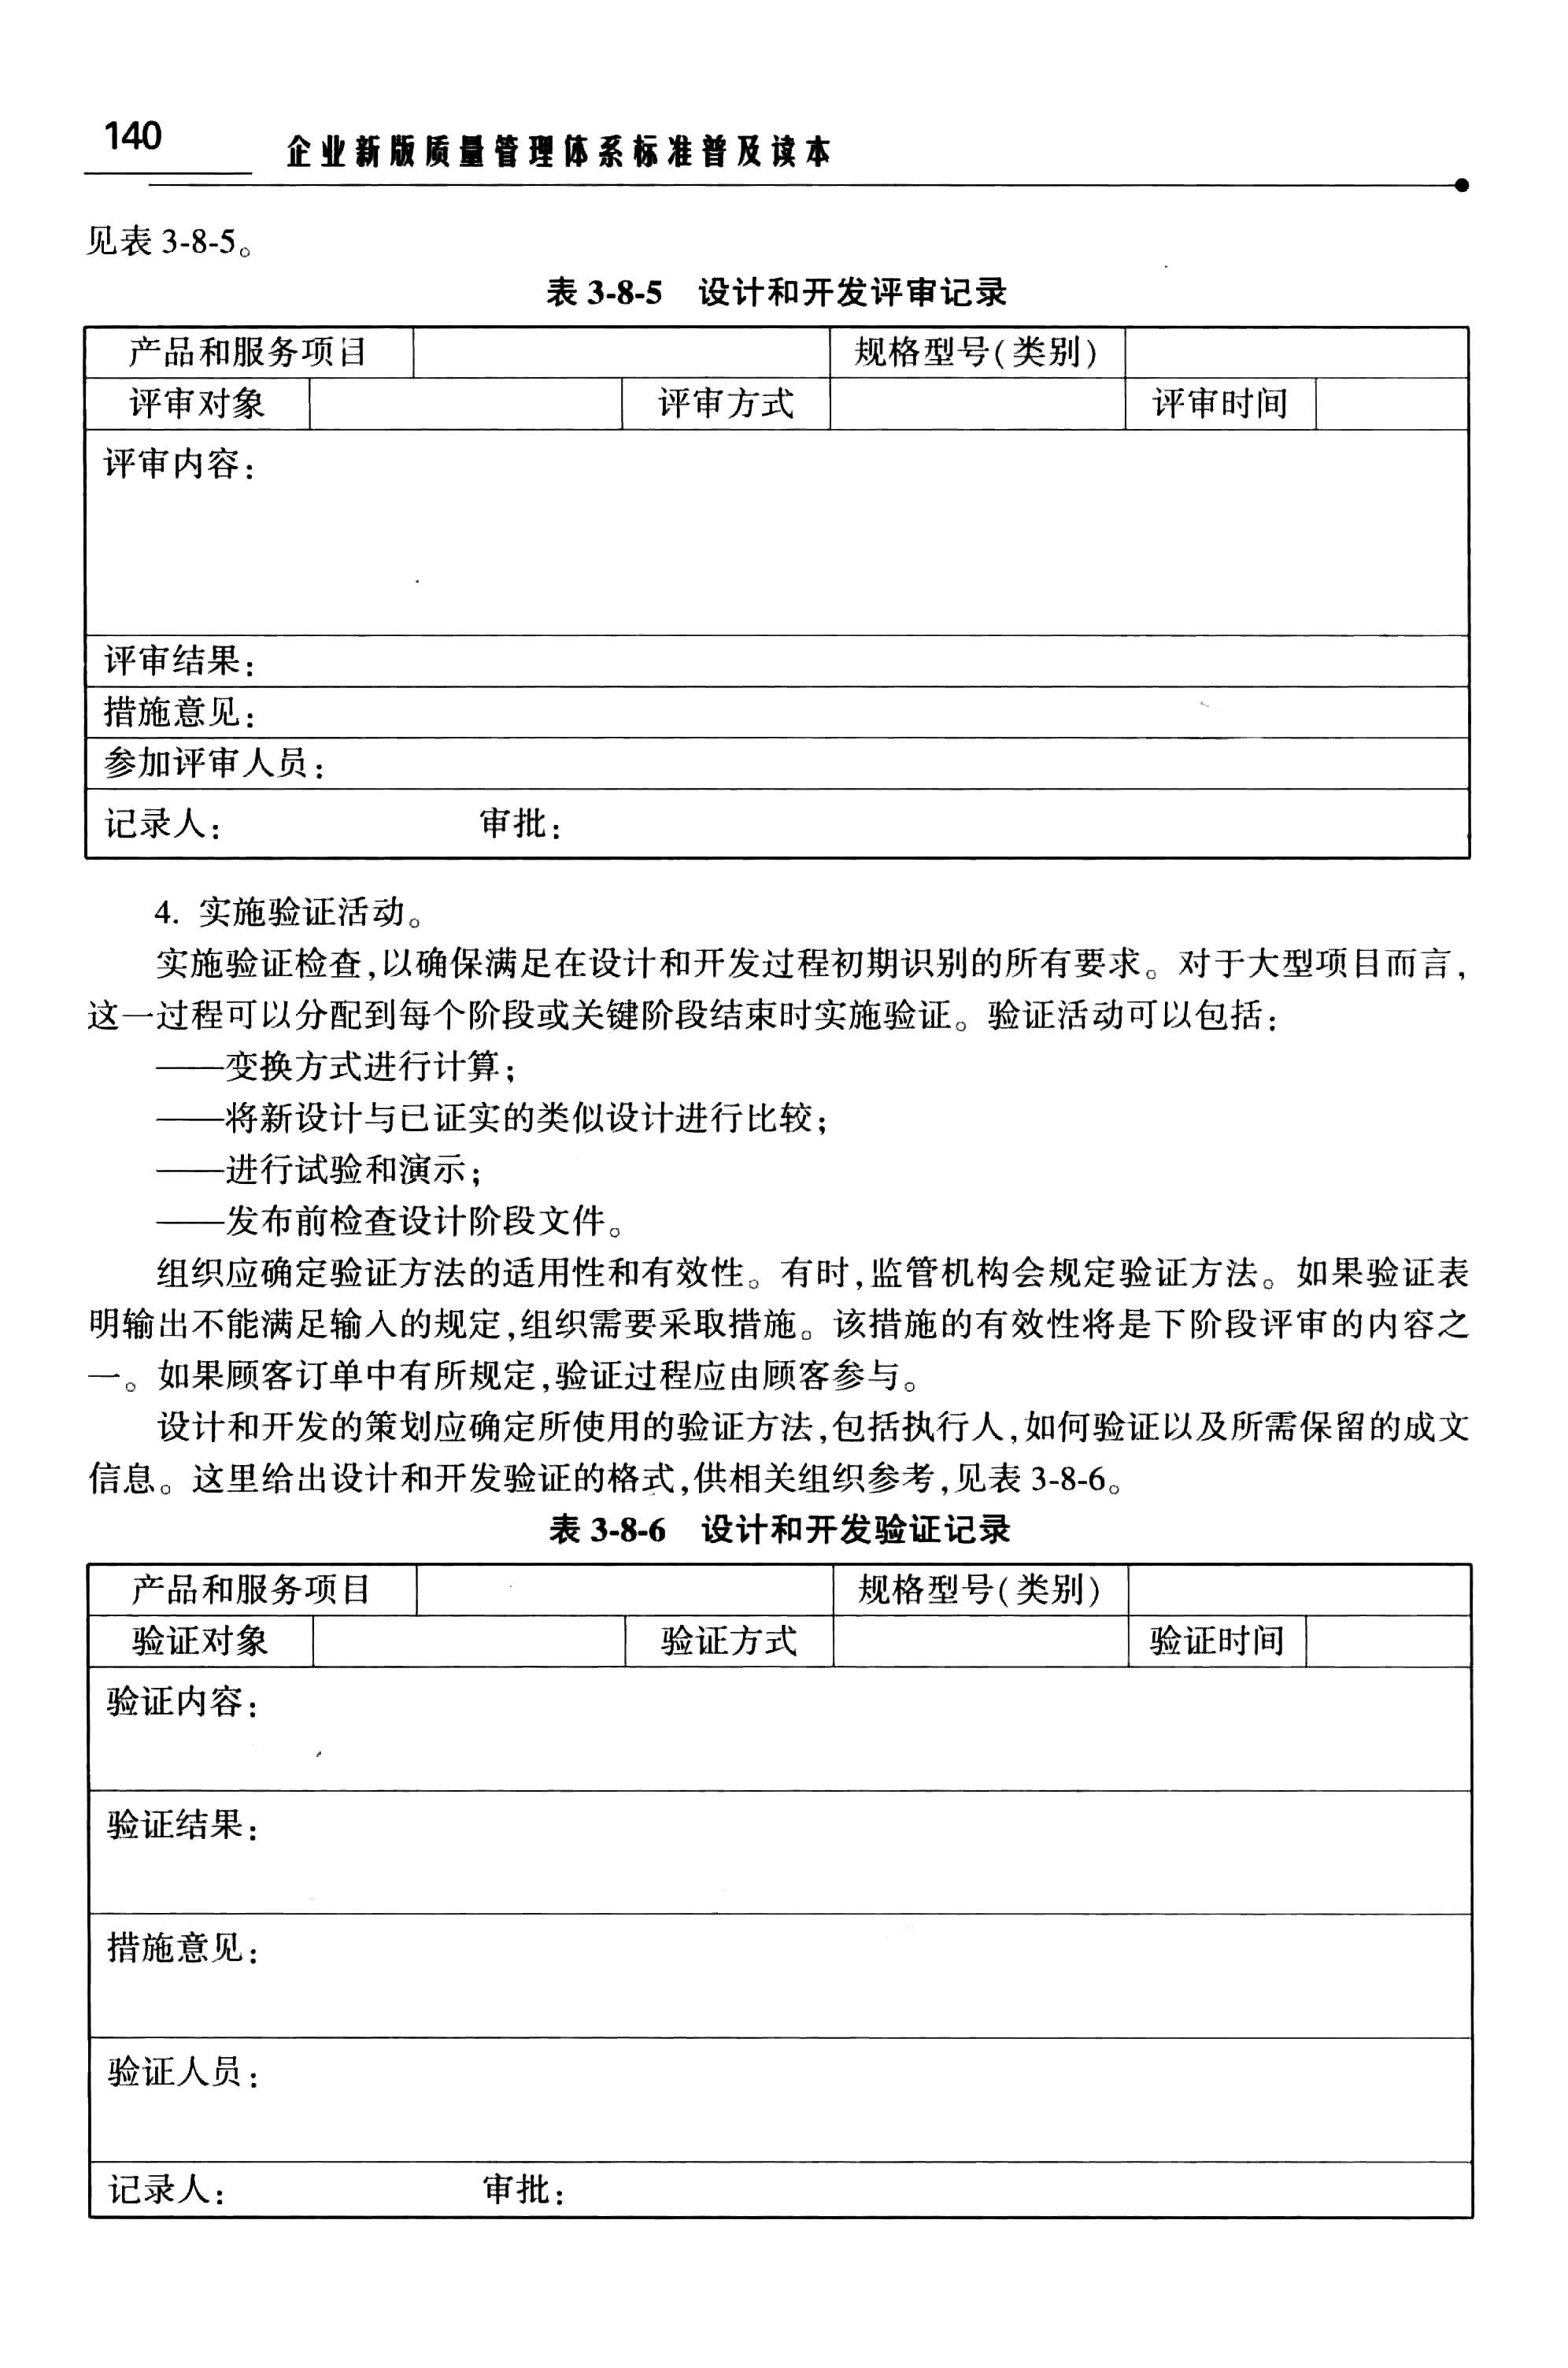 140
企业新版质量管理体系标准普及读本
见表 3-8-5。
表 3-8-5 设计和开发评审记录
产品和服务项目 规格型号(类别)
评审对象 评审方式 评审时间
评审内容:
评审结果:
措施意见:
参加评审人员:
记录人: 审批:
4. 实施验证活动。
实施验证检查,以确保满足在设计和开发过程初期识别的所有要求。对于大型项目而言,
这一过程可以分配到每个阶段或关键阶段结束时实施验证。验证活动可以包括:
——变换方式进行计算;
——将新设计与已证实的类似设计进行比较;
——进行试验和演示;
——发布前检查设计阶段文件。
组织应确定验证方法的适用性和有效性。有时,监管机构会规定验证方法。如果验证表
明输出不能满足输入的规定,组织需要采取措施。该措施的有效性将是下阶段评审的内容之
一。如果顾客订单中有所规定,验证过程应由顾客参与。
设计和开发的策划应确定所使用的验证方法,包括执行人,如何验证以及所需保留的成文
信息。这里给出设计和开发验证的格式,供相关组织参考,见表 3-8-6。
表 3-8-6 设计和开发验证记录
产品和服务项目 规格型号(类别)
验证对象 验证方式 验证时间
验证内容:
验证结果:
措施意见:
验证人员:
记录人: 审批: